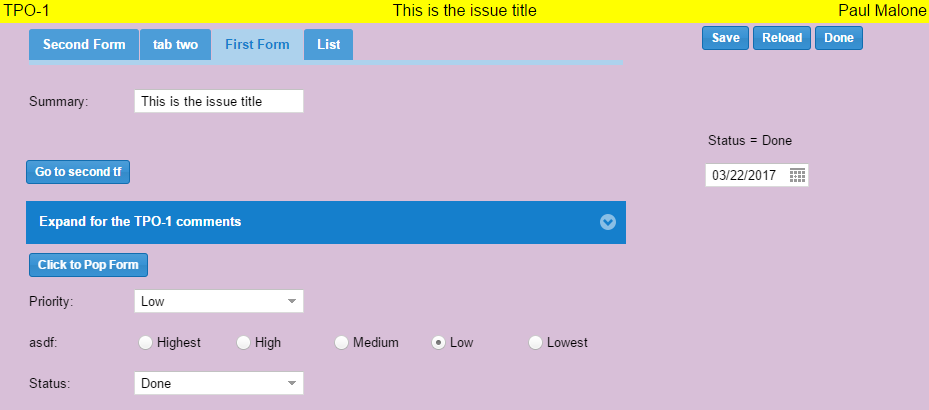 TPO-1 This is the issue title Paul Malone
Second Form tab two First Form List Save Reload Done
Summary: This is the issue title
Status = Done
Go to second tf
03/22/2017
Expand for the TPO-1 comments
Click to Pop Form
Priority: Low
asdf: Highest High Medium Low Lowest
Status: Done